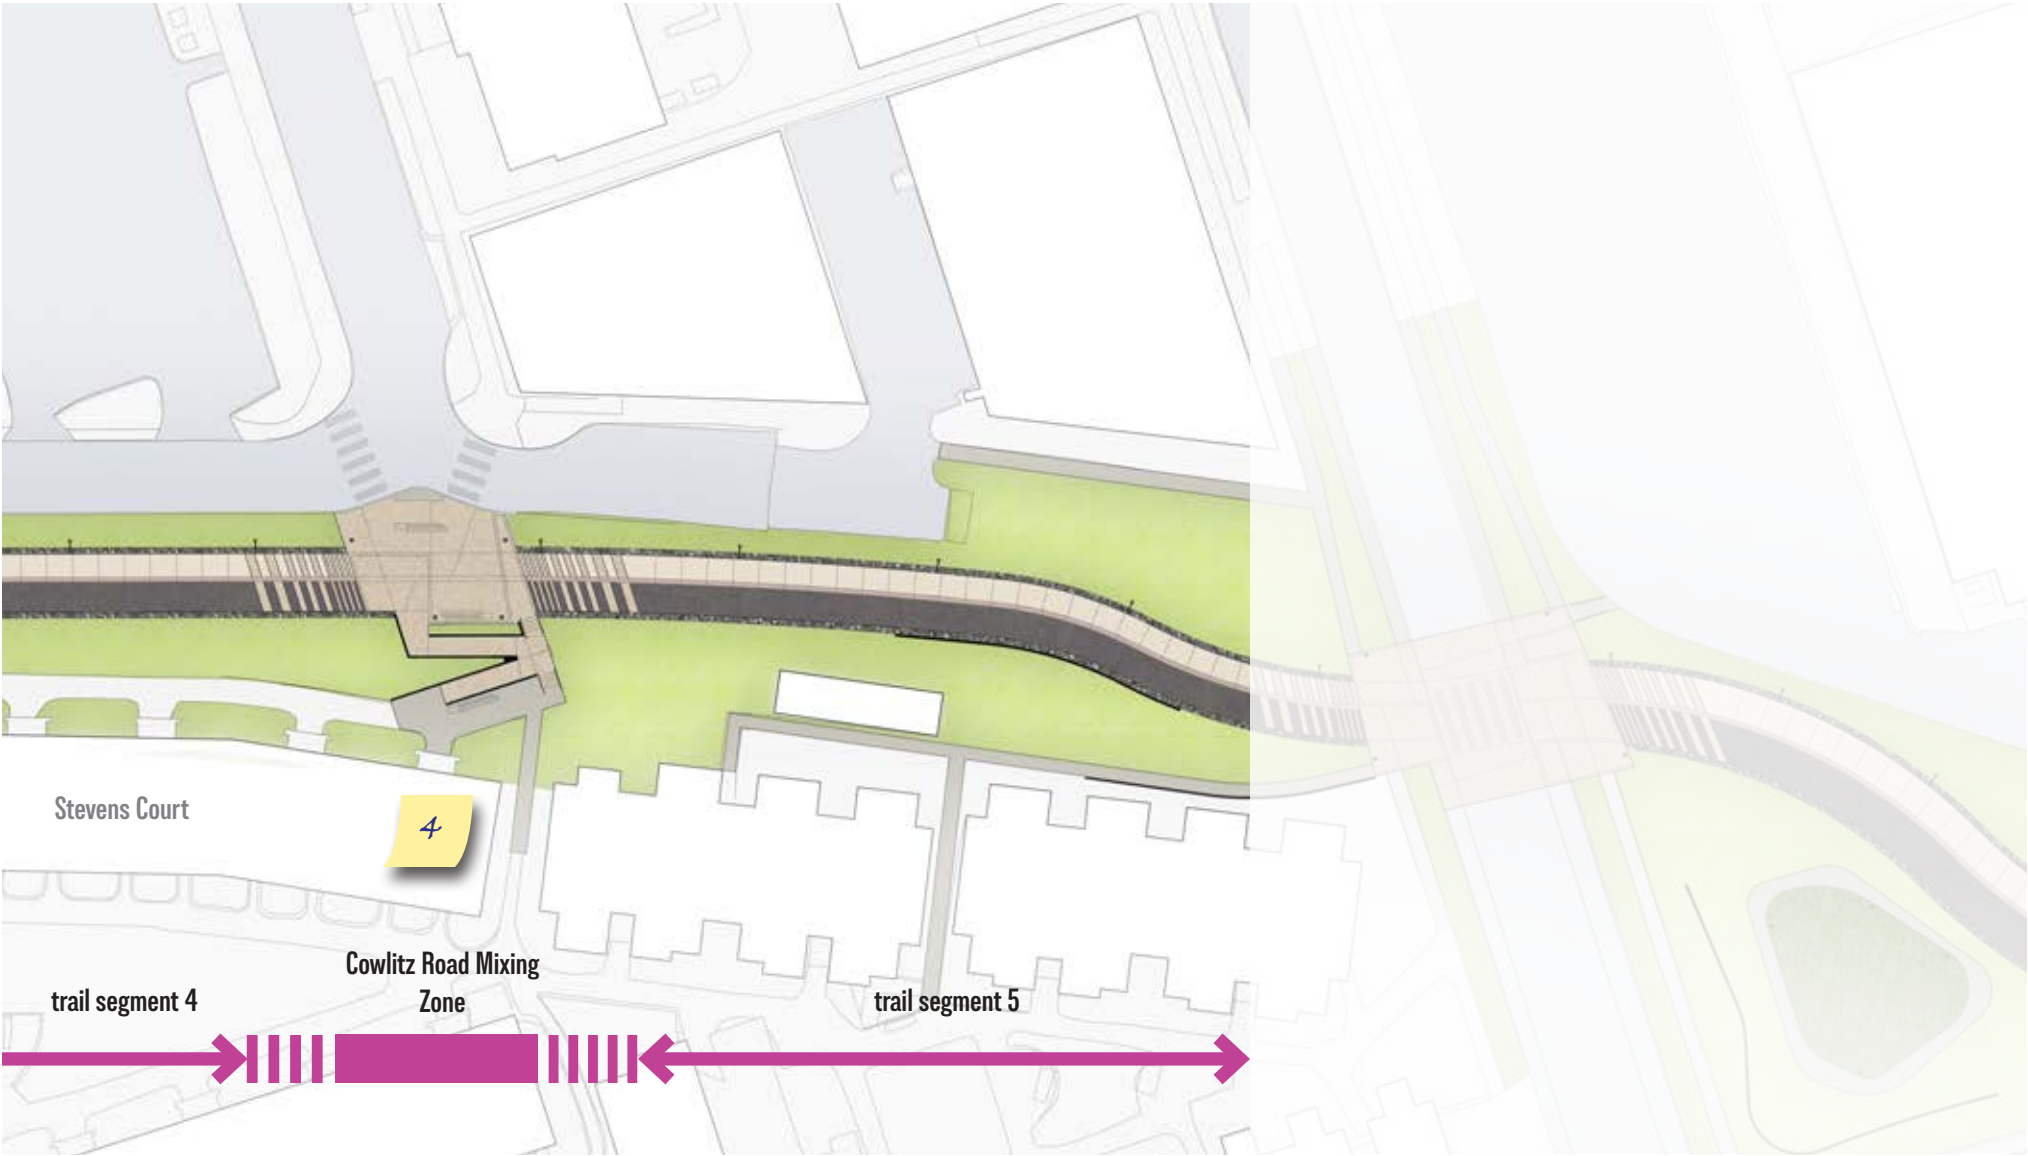 Stevens Court
4
Cowlitz Road Mixing
Zone
trail segment 4
trail segment 5